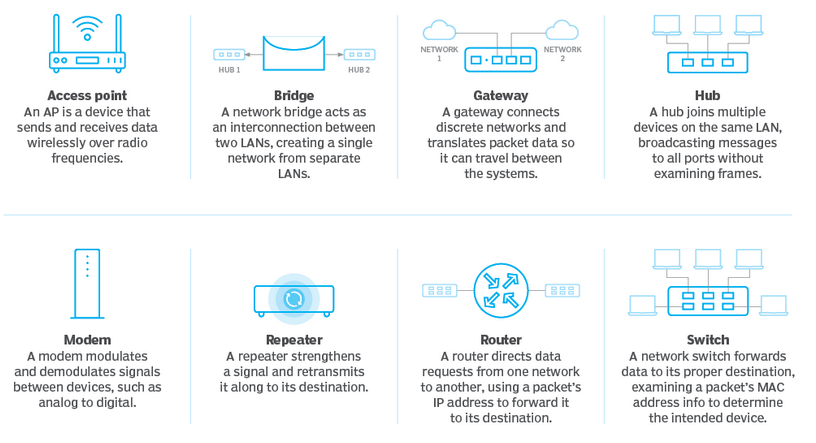 NETWORK
1
NETWORK
2
HUB 1
HUB 2
Access point
An AP is a device that
sends and receives data
wirelessly over radio
frequencies.
Bridge
A network bridge acts as
an interconnection between
two LANs, creating a single
network from separate
LANs.
Gateway
A gateway connects
discrete networks and
translates packet data so
it can travel between
the systems.
Hub
A hub joins multiple
devices on the same LAN,
broadcasting messages
to all ports without
examining frames.
Modem
A modem modulates
and demodulates signals
between devices, such as
analog to digital.
Repeater
A repeater strengthens
a signal and retransmits
it along to its destination.
Router
A router directs data
requests from one network
to another, using a packet's
IP address to forward it
to its destination.
Switch
A network switch forwards
data to its proper destination,
examining a packet's MAC
address info to determine
the intended device.